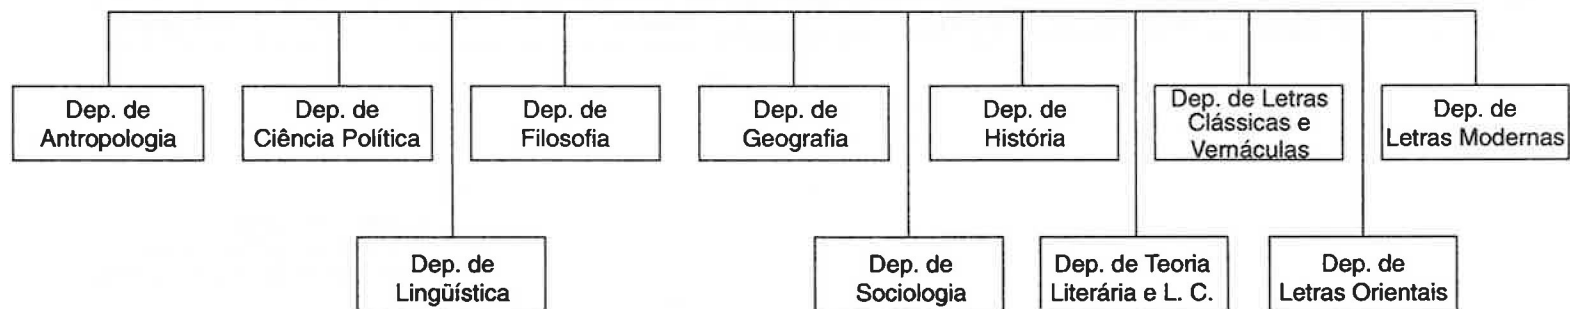 Dep. de
Antropologia
Dep. de
Ciência Política
Dep. de
Filosofia
Dep. de
Geografia
Dep. de
História
Dep. de Letras
Clássicas e
Vernáculas
Dep. de
Letras Modernas
Dep. de
Lingüística
Dep. de
Sociologia
Dep. de Teoria
Literária e L. C.
Dep. de
Letras Orientais